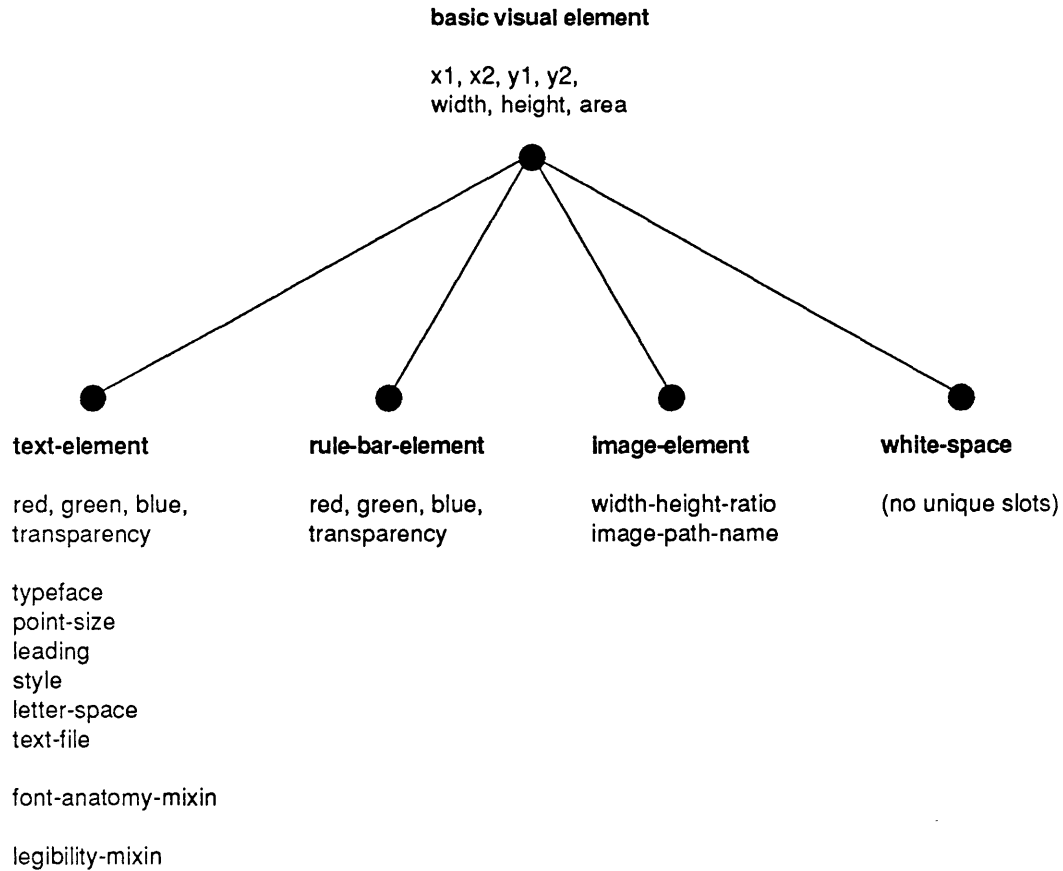 basic visual element
x1, x2, y1, y2,
width, height, area
text-element
red, green, blue,
transparency
typeface
point-size
leading
style
letter-space
text-file
font-anatomy-mixin
legibility-mixin
rule-bar-element
red, green, blue,
transparency
image-element
width-height-ratio
image-path-name
white-space
(no unique slots)